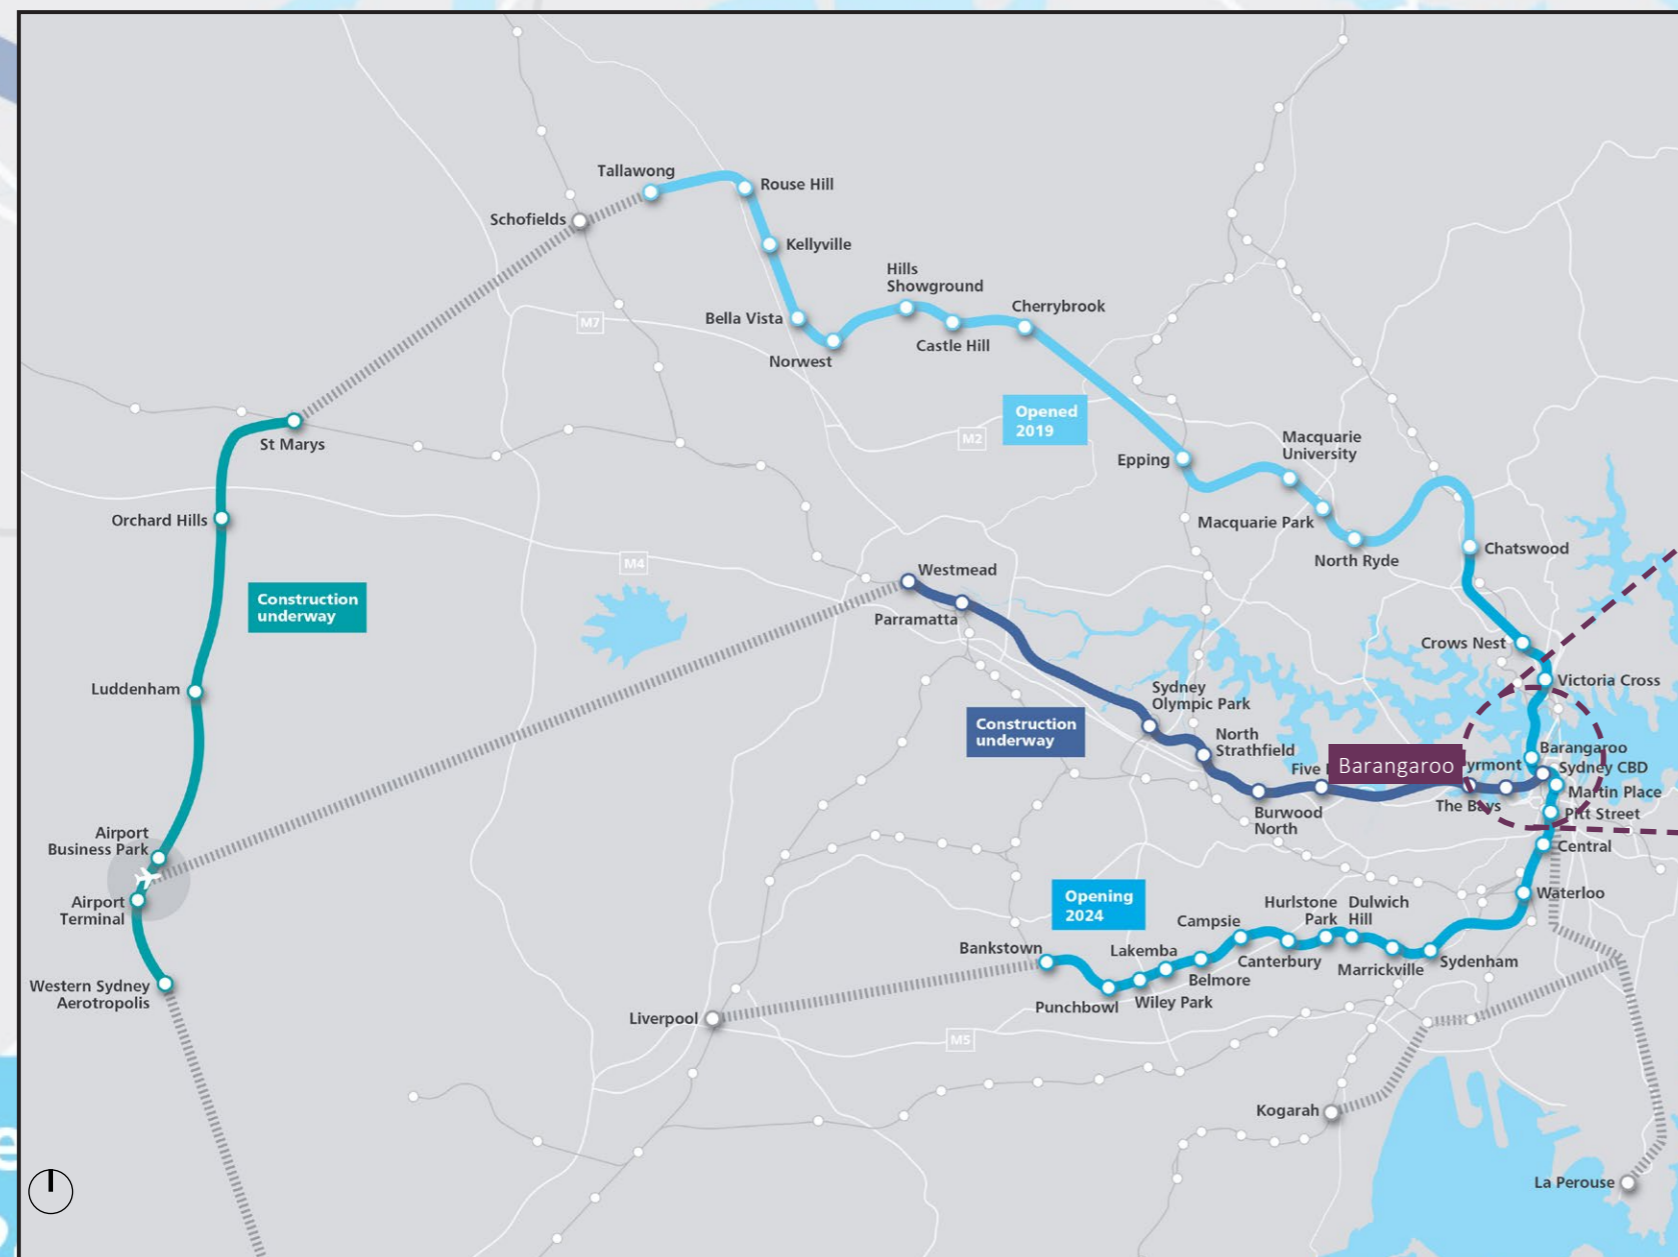 Tallawong
Rouse Hill
Schofields
Kellyville
Hills
Showground
Cherrybrook
Bella Vista
M7
Castle Hill
Norwest
Opened
2019
M2
St Marys
Macquarie
University
Epping
Orchard Hills
Macquarie Park
Chatswood
North Ryde
M4
Westmead
Construction
underway
Parramatta
Crows Nest
Luddenham
Sydney
Olympic Park
Victoria Cross
Construction
underway
North
Strathfield
Barangaroo
Five
Barangaroo
Sydney CBD
Martin Place
The Bays
Pitt Street
Burwood
North
Airport
Business Park
Central
Opening
2024
Waterloo
Airport
Terminal
Hurlstone
Park
Dulwich
Hill
Campsie
Bankstown
Lakemba
Canterbury
Marrickville
Sydenham
Belmore
Western Sydney
Aerotropolis
Punchbowl
Wiley Park
Liverpool
M5
Kogarah
La Perouse